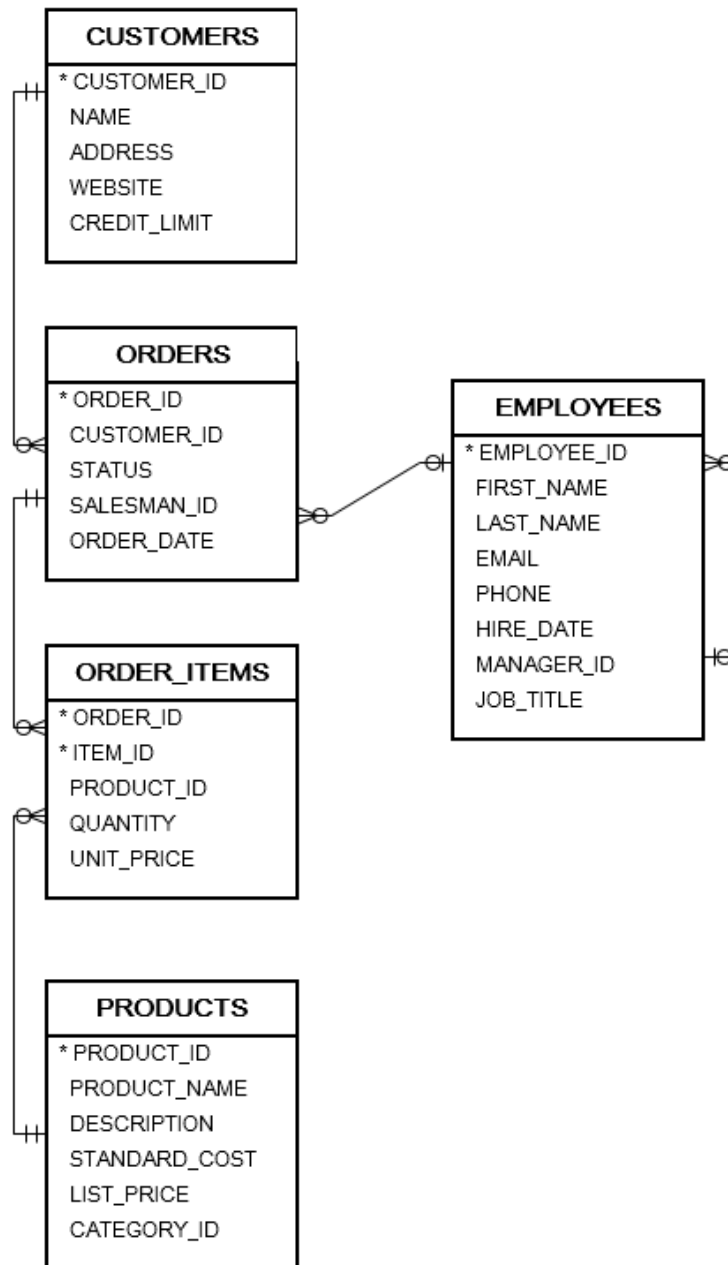 CUSTOMERS
* CUSTOMER_ID
NAME
ADDRESS
WEBSITE
CREDIT_LIMIT
ORDERS
* ORDER_ID
CUSTOMER_ID
STATUS
SALESMAN_ID
ORDER_DATE
EMPLOYEES
* EMPLOYEE_ID
FIRST_NAME
LAST_NAME
EMAIL
PHONE
HIRE_DATE
MANAGER_ID
JOB_TITLE
ORDER_ITEMS
* ORDER_ID
* ITEM_ID
PRODUCT_ID
QUANTITY
UNIT_PRICE
PRODUCTS
* PRODUCT_ID
PRODUCT_NAME
DESCRIPTION
STANDARD_COST
LIST_PRICE
CATEGORY_ID